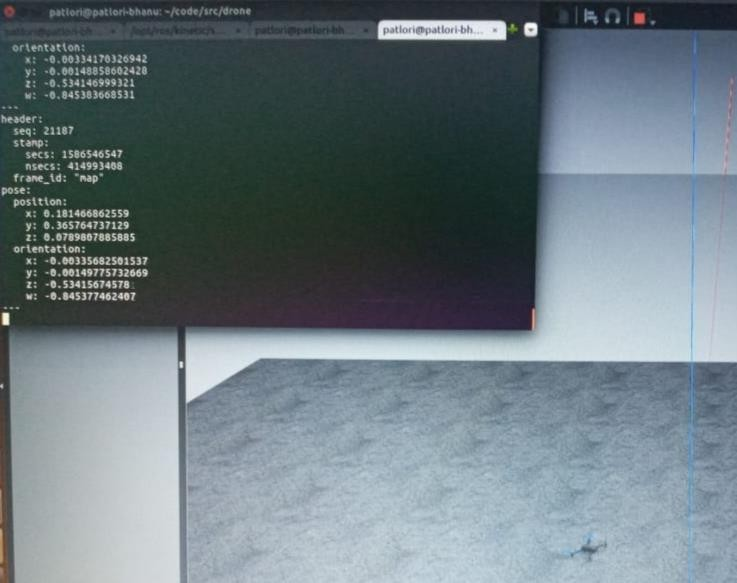 patlori@patlori-bhanu: ~/code/src/drone
patlori@patlori-bh... × /opt/ros/kinetic/s... × patlori@patlori-bh... × patlori@patlori-bh... ×
orientation:
x: -0.00334170326942
y: -0.00148858602428
z: -0.534146999321
w: -0.845383668531
---
header:
seq: 21187
stamp:
secs: 1586546547
nsecs: 414993408
frame_id: "map"
pose:
position:
x: 0.181466862559
y: 0.365764737129
z: 0.0789807885885
orientation:
x: -0.00335682501537
y: -0.00149775732669
z: -0.53415674578
w: -0.845377462407
---